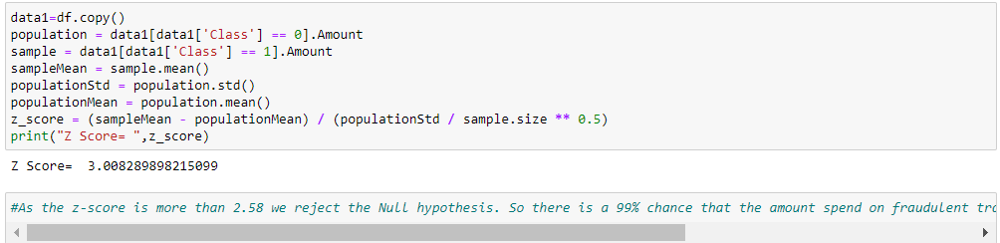 data1=df.copy()
population = data1[data1['Class'] == 0].Amount
sample = data1[data1['Class'] == 1].Amount
sampleMean = sample.mean()
populationStd = population.std()
populationMean = population.mean()
z_score = (sampleMean - populationMean) / (populationStd / sample.size ** 0.5)
print("Z Score= ",z_score)
Z Score=  3.008289898215099
#As the z-score is more than 2.58 we reject the Null hypothesis. So there is a 99% chance that the amount spend on fraudulent